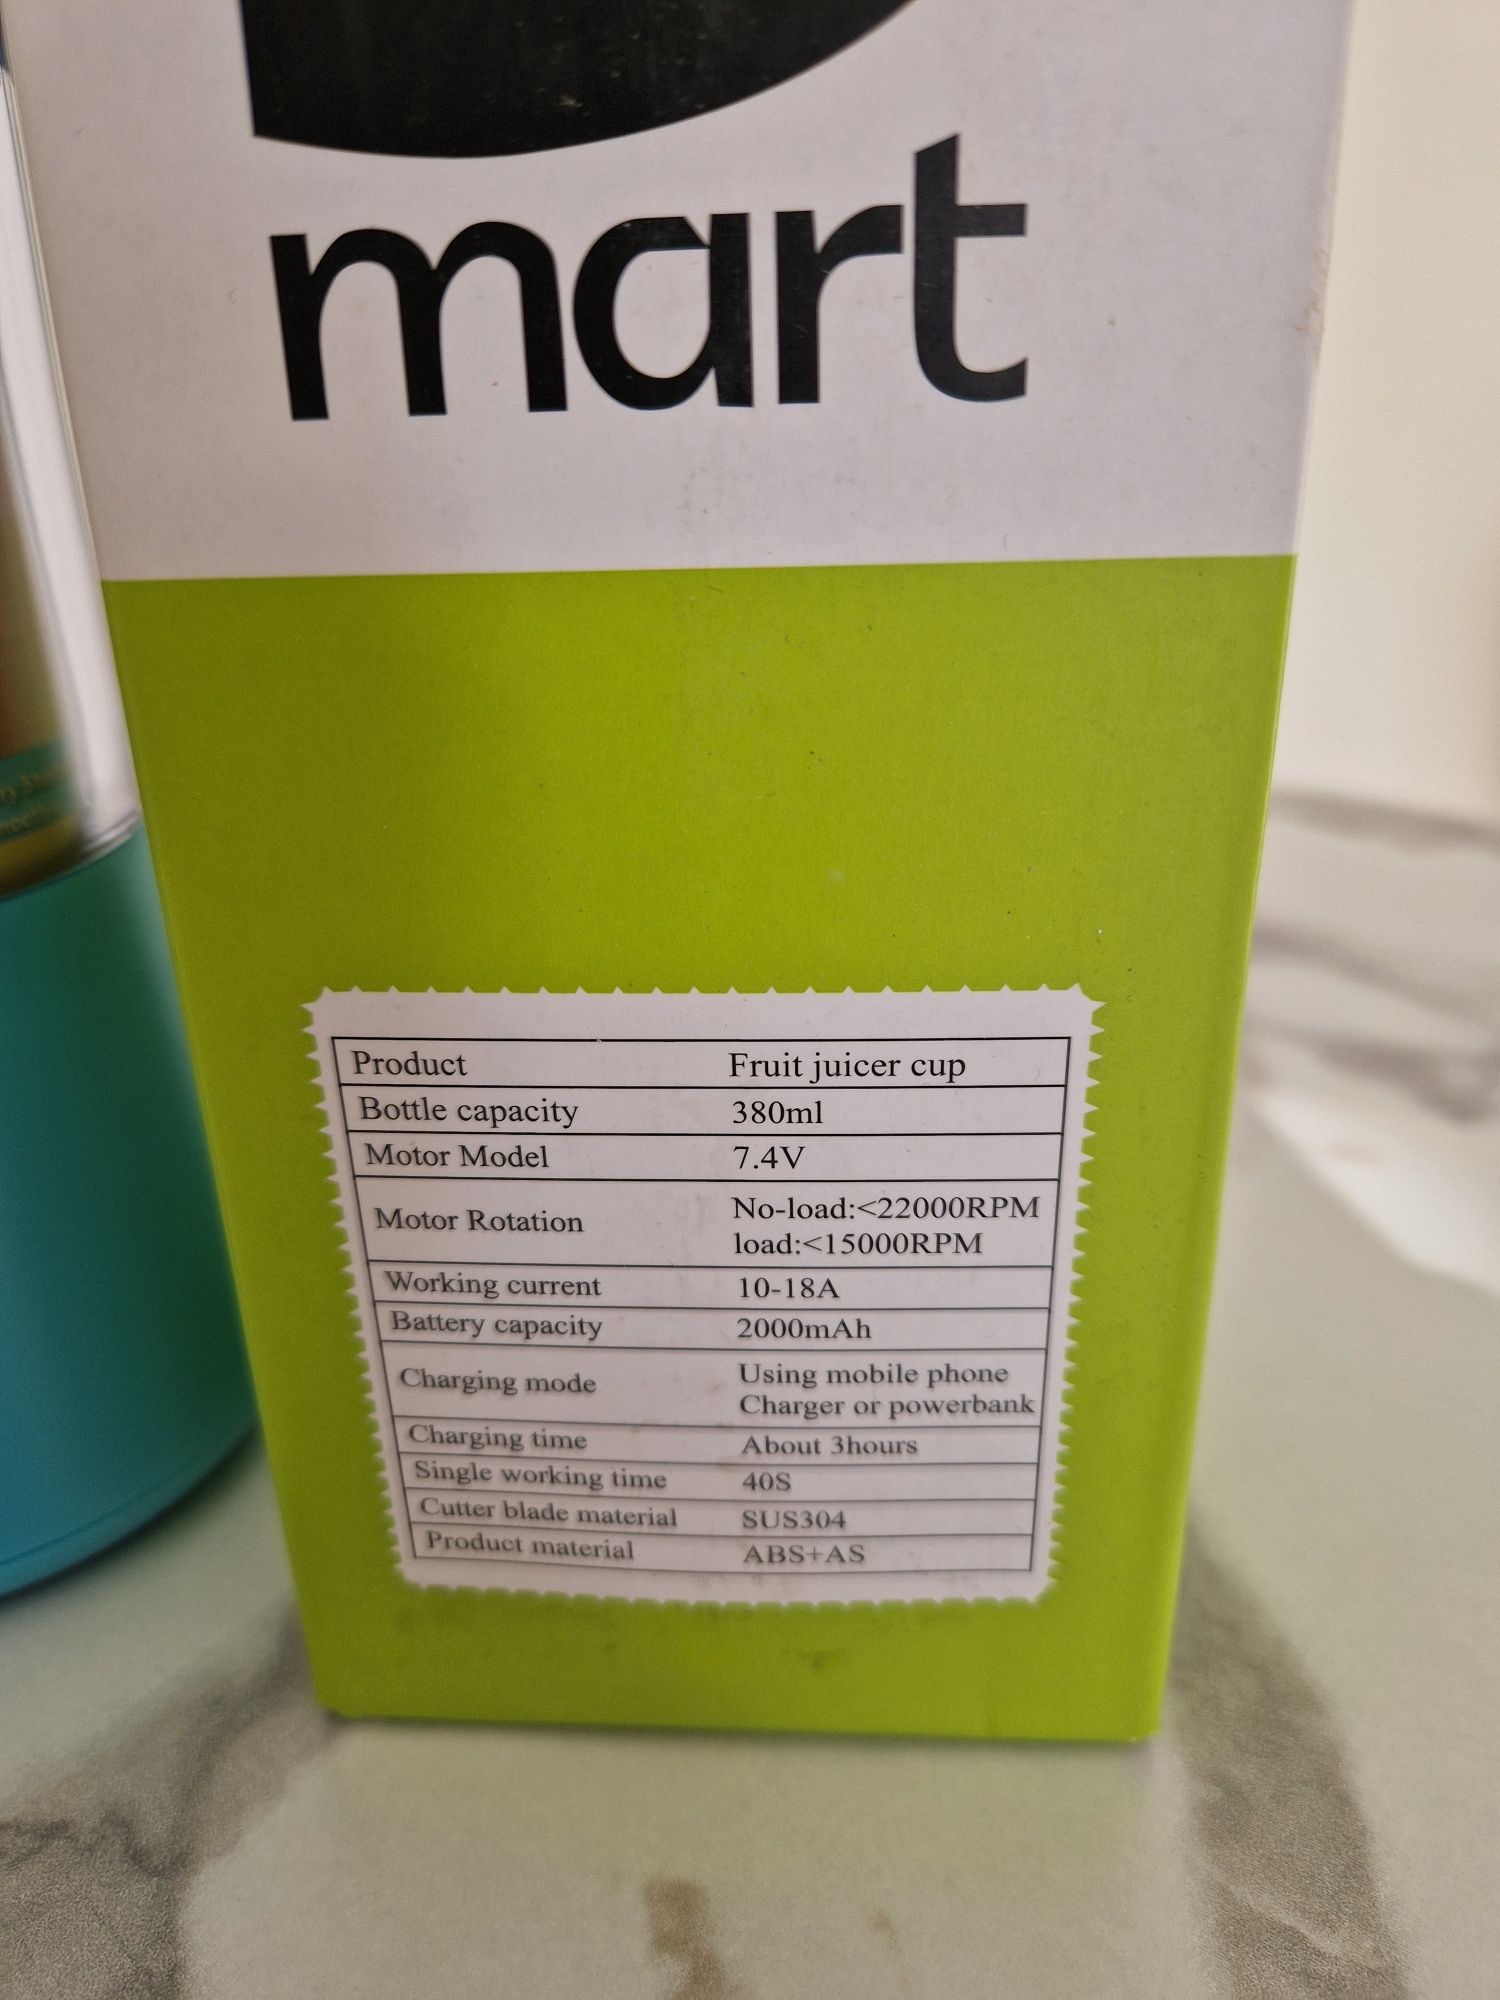 mart
Product Fruit juicer cup
Bottle capacity 380ml
Motor Model 7.4V
Motor Rotation No-load:<22000RPM
load:<15000RPM
Working current 10-18A
Battery capacity 2000mAh
Charging mode Using mobile phone
Charger or powerbank
Charging time About 3hours
Single working time 40S
Cutter blade material SUS304
Product material ABS+AS